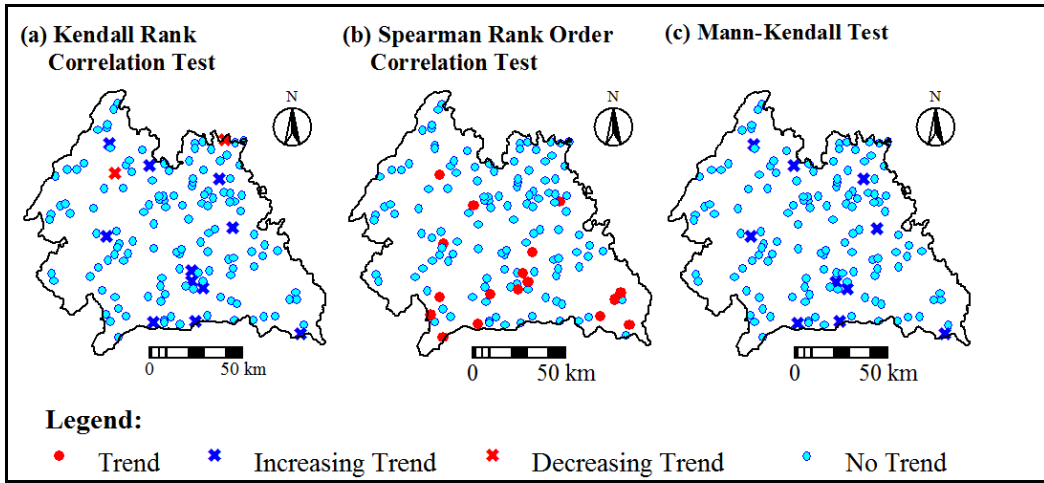 (a) Kendall Rank
Correlation Test
(b) Spearman Rank Order
Correlation Test
(c) Mann-Kendall Test
N
N
N
0 50 km
0 50 km
0 50 km
Legend:
Trend Increasing Trend Decreasing Trend No Trend